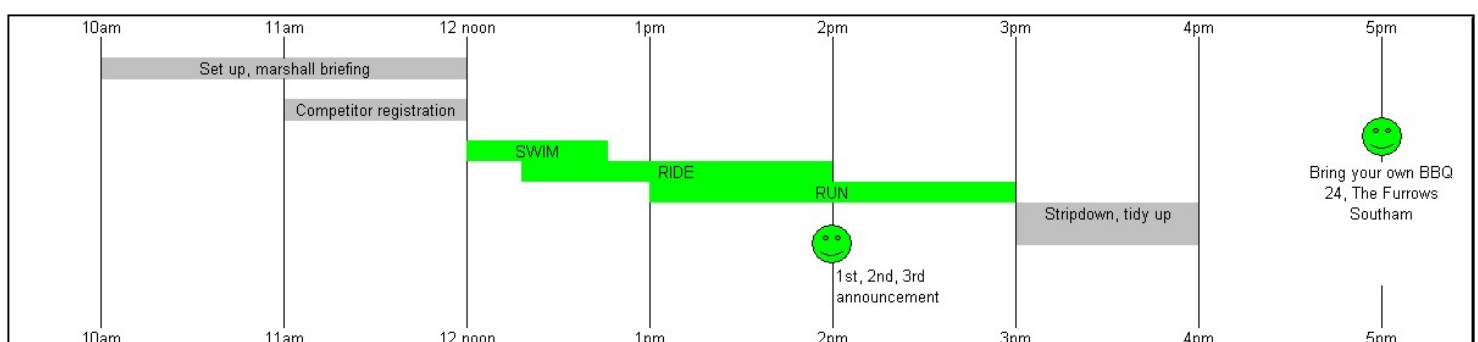 10am 11am 12 noon 1pm 2pm 3pm 4pm 5pm
Set up, marshall briefing
Competitor registration
SWIM
RIDE
RUN
Stripdown, tidy up
Bring your own BBQ
24, The Furrows
Southam
1st, 2nd, 3rd
announcement
10am 11am 12 noon 1pm 2pm 3pm 4pm 5pm